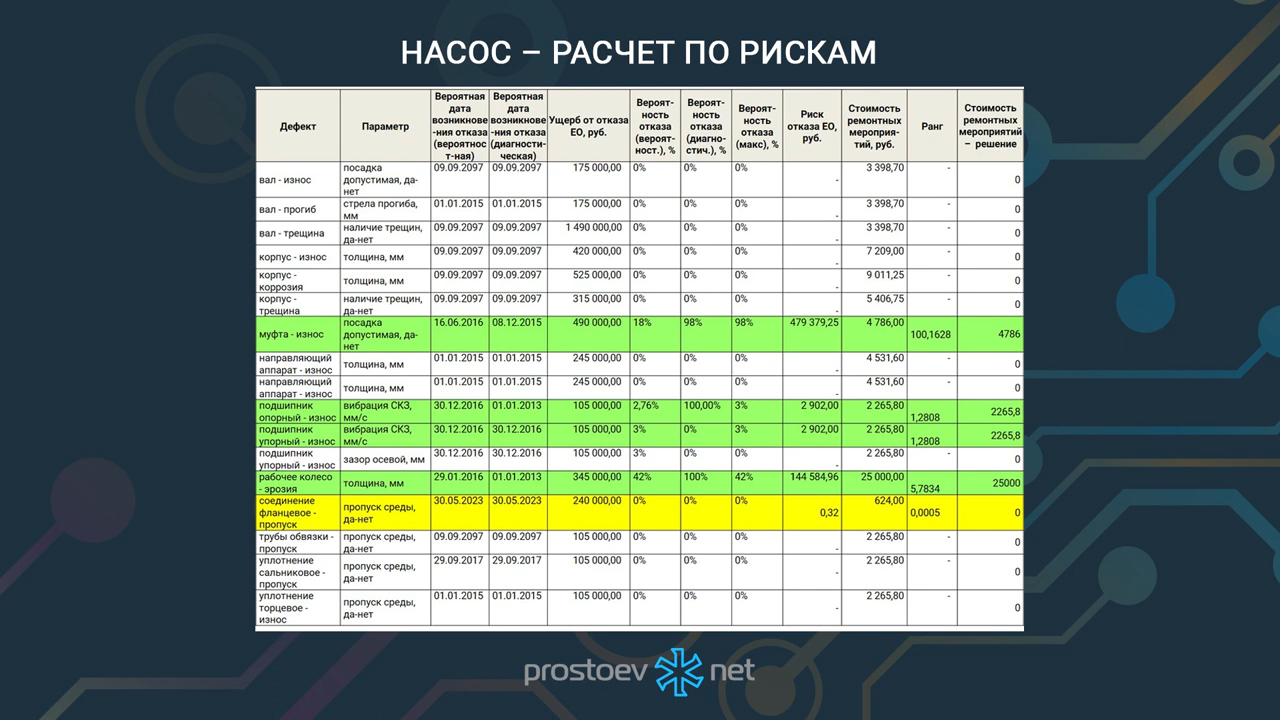 НАСОС – РАСЧЕТ ПО РИСКАМ
Дефект | Параметр | Вероятная дата возникнове-ния отказа (вероятнос т-ная) | Вероятная дата возникнове-ния отказа (диагности-ческая) | Ущерб от отказа ЕО, руб. | Вероят-ность отказа (вероят-ност.), % | Вероят-ность отказа (диагно-стич.), % | Вероят-ность отказа (макс), % | Риск отказа ЕО, руб. | Стоимость ремонтных мероприя-тий, руб. | Ранг | Стоимость ремонтных мероприятий – решение
вал - износ | посадка допустимая, да-нет | 09.09.2097 | 09.09.2097 | 175 000,00 | 0% | 0% | 0% | - | 3 398,70 | - | 0
вал - прогиб | стрела прогиба, мм | 01.01.2015 | 01.01.2015 | 175 000,00 | 0% | 0% | 0% | - | 3 398,70 | - | 0
вал - трещина | наличие трещин, да-нет | 09.09.2097 | 09.09.2097 | 1 490 000,00 | 0% | 0% | 0% | - | 3 398,70 | - | 0
корпус - износ | толщина, мм | 09.09.2097 | 09.09.2097 | 420 000,00 | 0% | 0% | 0% | - | 7 209,00 | - | 0
корпус - коррозия | толщина, мм | 09.09.2097 | 09.09.2097 | 525 000,00 | 0% | 0% | 0% | - | 9 011,25 | - | 0
корпус - трещина | наличие трещин, да-нет | 09.09.2097 | 09.09.2097 | 315 000,00 | 0% | 0% | 0% | - | 5 406,75 | - | 0
муфта - износ | посадка допустимая, да-нет | 16.06.2016 | 08.12.2015 | 490 000,00 | 18% | 98% | 98% | 479 379,25 | 4 786,00 | 100,1628 | 4786
направляющий аппарат - износ | толщина, мм | 01.01.2015 | 01.01.2015 | 245 000,00 | 0% | 0% | 0% | - | 4 531,60 | - | 0
направляющий аппарат - износ | толщина, мм | 01.01.2015 | 01.01.2015 | 245 000,00 | 0% | 0% | 0% | - | 4 531,60 | - | 0
подшипник опорный - износ | вибрация СКЗ, мм/с | 30.12.2016 | 01.01.2013 | 105 000,00 | 2,76% | 100,00% | 3% | 2 902,00 | 2 265,80 | 1,2808 | 2265,8
подшипник упорный - износ | вибрация СКЗ, мм/с | 30.12.2016 | 30.12.2016 | 105 000,00 | 3% | 0% | 3% | 2 902,00 | 2 265,80 | 1,2808 | 2265,8
подшипник упорный - износ | зазор осевой, мм | 30.12.2016 | 30.12.2016 | 105 000,00 | 3% | 0% | 0% | - | 2 265,80 | - | 0
рабочее колесо - эрозия | толщина, мм | 29.01.2016 | 01.01.2013 | 345 000,00 | 42% | 100% | 42% | 144 584,96 | 25 000,00 | 5,7834 | 25000
соединение фланцевое - пропуск | пропуск среды, да-нет | 30.05.2023 | 30.05.2023 | 240 000,00 | 0% | 0% | 0% | 0,32 | 624,00 | 0,0005 | 0
трубы обвязки - пропуск | пропуск среды, да-нет | 09.09.2097 | 09.09.2097 | 105 000,00 | 0% | 0% | 0% | - | 2 265,80 | - | 0
уплотнение сальниковое - пропуск | пропуск среды, да-нет | 29.09.2017 | 29.09.2017 | 105 000,00 | 0% | 0% | 0% | - | 2 265,80 | - | 0
уплотнение торцевое - износ | пропуск среды, да-нет | 01.01.2015 | 01.01.2015 | 105 000,00 | 0% | 0% | 0% | - | 2 265,80 | - | 0
prostoev net